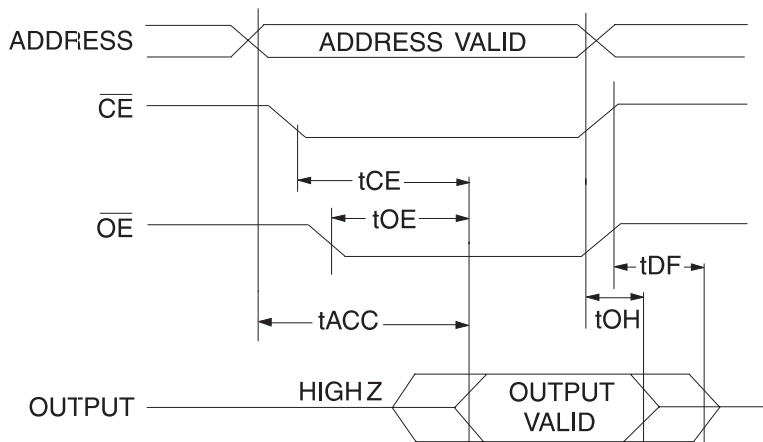 ADDRESS
ADDRESS VALID
CE
tCE
tOE
OE
tDF
tACC
tOH
HIGH Z
OUTPUT
OUTPUT
VALID